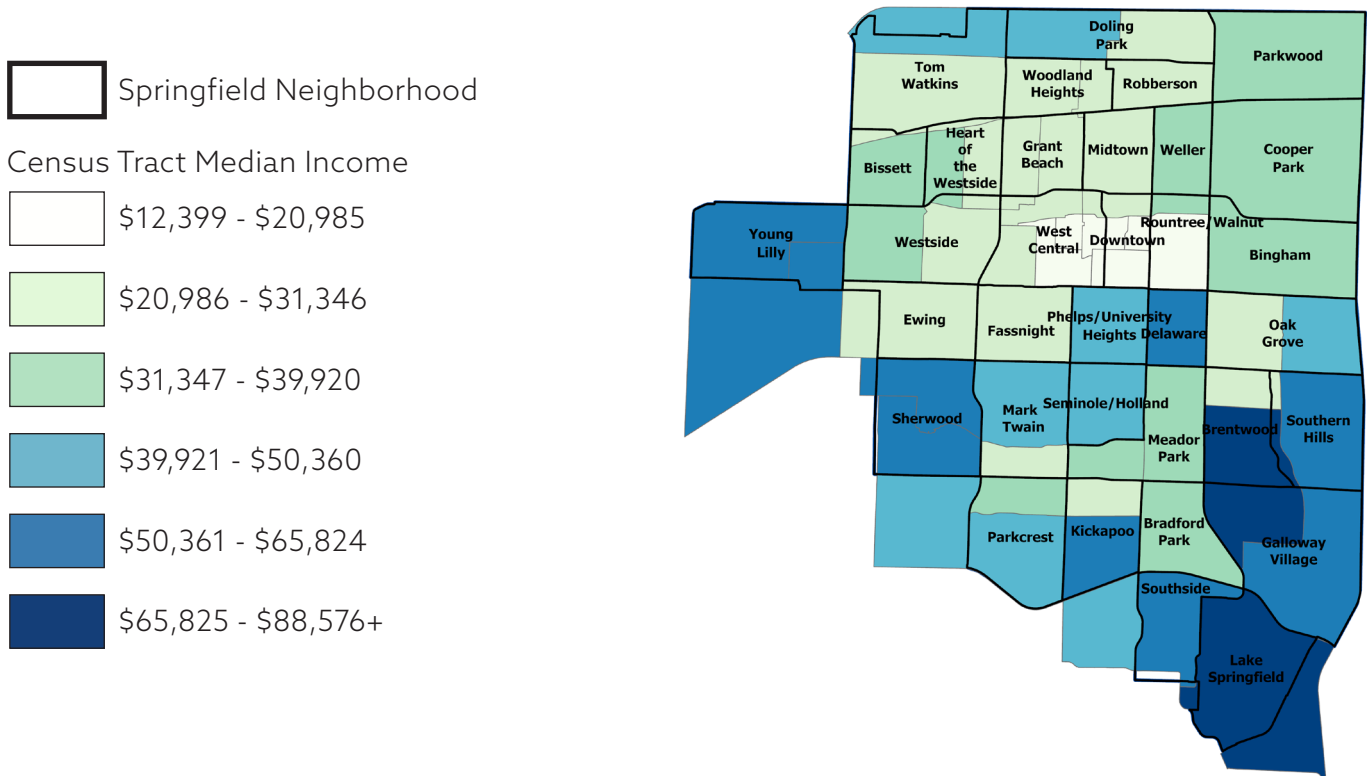 Springfield Neighborhood
Census Tract Median Income
$12,399 - $20,985
$20,986 - $31,346
$31,347 - $39,920
$39,921 - $50,360
$50,361 - $65,824
$65,825 - $88,576+
Doling
Park
Parkwood
Tom
Watkins
Woodland
Heights
Robberson
Heart
of
the
Westside
Grant
Beach
Midtown
Weller
Cooper
Park
Bissett
Young
Lilly
Westside
West
Central
Downtown
Rountree/Walnut
Bingham
Ewing
Fassnight
Phelps/University
Heights
Delaware
Oak
Grove
Sherwood
Mark
Twain
Seminole/Holland
Meador
Park
Brentwood
Southern
Hills
Parkcrest
Kickapoo
Bradford
Park
Galloway
Village
Southside
Lake
Springfield